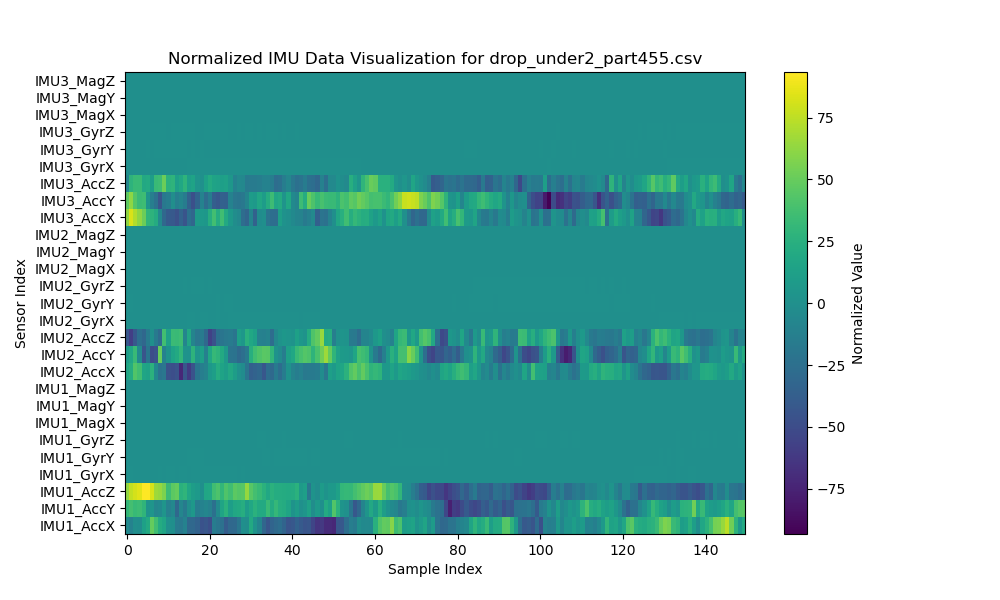 Normalized IMU Data Visualization for drop_under2_part455.csv
IMU3_MagZ
IMU3_MagY
IMU3_MagX
IMU3_GyrZ
IMU3_GyrY
IMU3_GyrX
IMU3_AccZ
IMU3_AccY
IMU3_AccX
IMU2_MagZ
IMU2_MagY
IMU2_MagX
IMU2_GyrZ
IMU2_GyrY
IMU2_GyrX
IMU2_AccZ
IMU2_AccY
IMU2_AccX
IMU1_MagZ
IMU1_MagY
IMU1_MagX
IMU1_GyrZ
IMU1_GyrY
IMU1_GyrX
IMU1_AccZ
IMU1_AccY
IMU1_AccX
Sensor Index
0 20 40 60 80 100 120 140
Sample Index
75
50
25
0
−25
−50
−75
Normalized Value